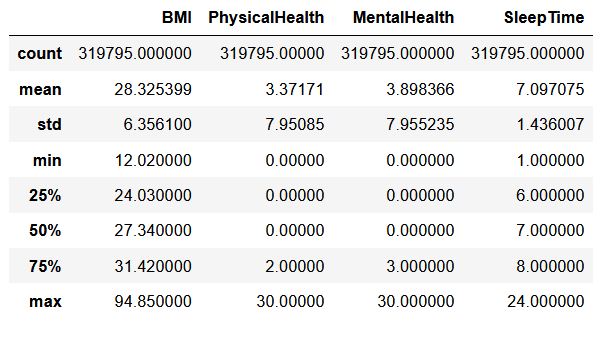 BMI PhysicalHealth MentalHealth SleepTime
count 319795.000000 319795.00000 319795.000000 319795.000000
mean 28.325399 3.37171 3.898366 7.097075
std 6.356100 7.95085 7.955235 1.436007
min 12.020000 0.00000 0.000000 1.000000
25% 24.030000 0.00000 0.000000 6.000000
50% 27.340000 0.00000 0.000000 7.000000
75% 31.420000 2.00000 3.000000 8.000000
max 94.850000 30.00000 30.000000 24.000000